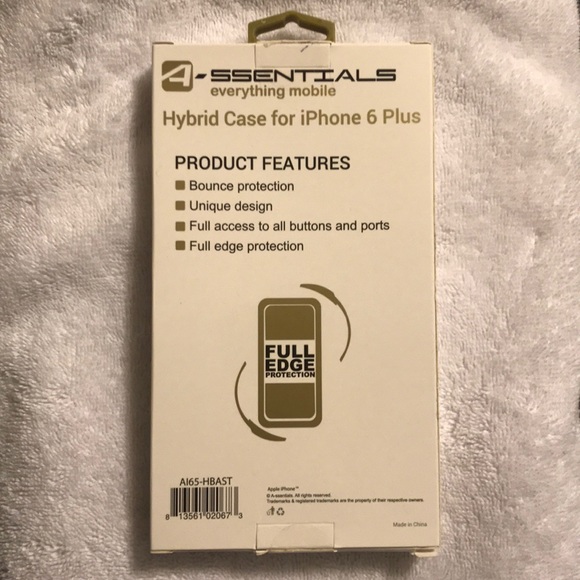 A-SSENTIALS
everything mobile
Hybrid Case for iPhone 6 Plus
PRODUCT FEATURES
Bounce protection
Unique design
Full access to all buttons and ports
Full edge protection
FULL
EDGE
PROTECTION
AI65-HBAST
8 13561 02067 3
Apple iPhone™
© A-ssentials. All rights reserved.
Trademarks & registered trademarks are the property of their respective owners.
Made in China